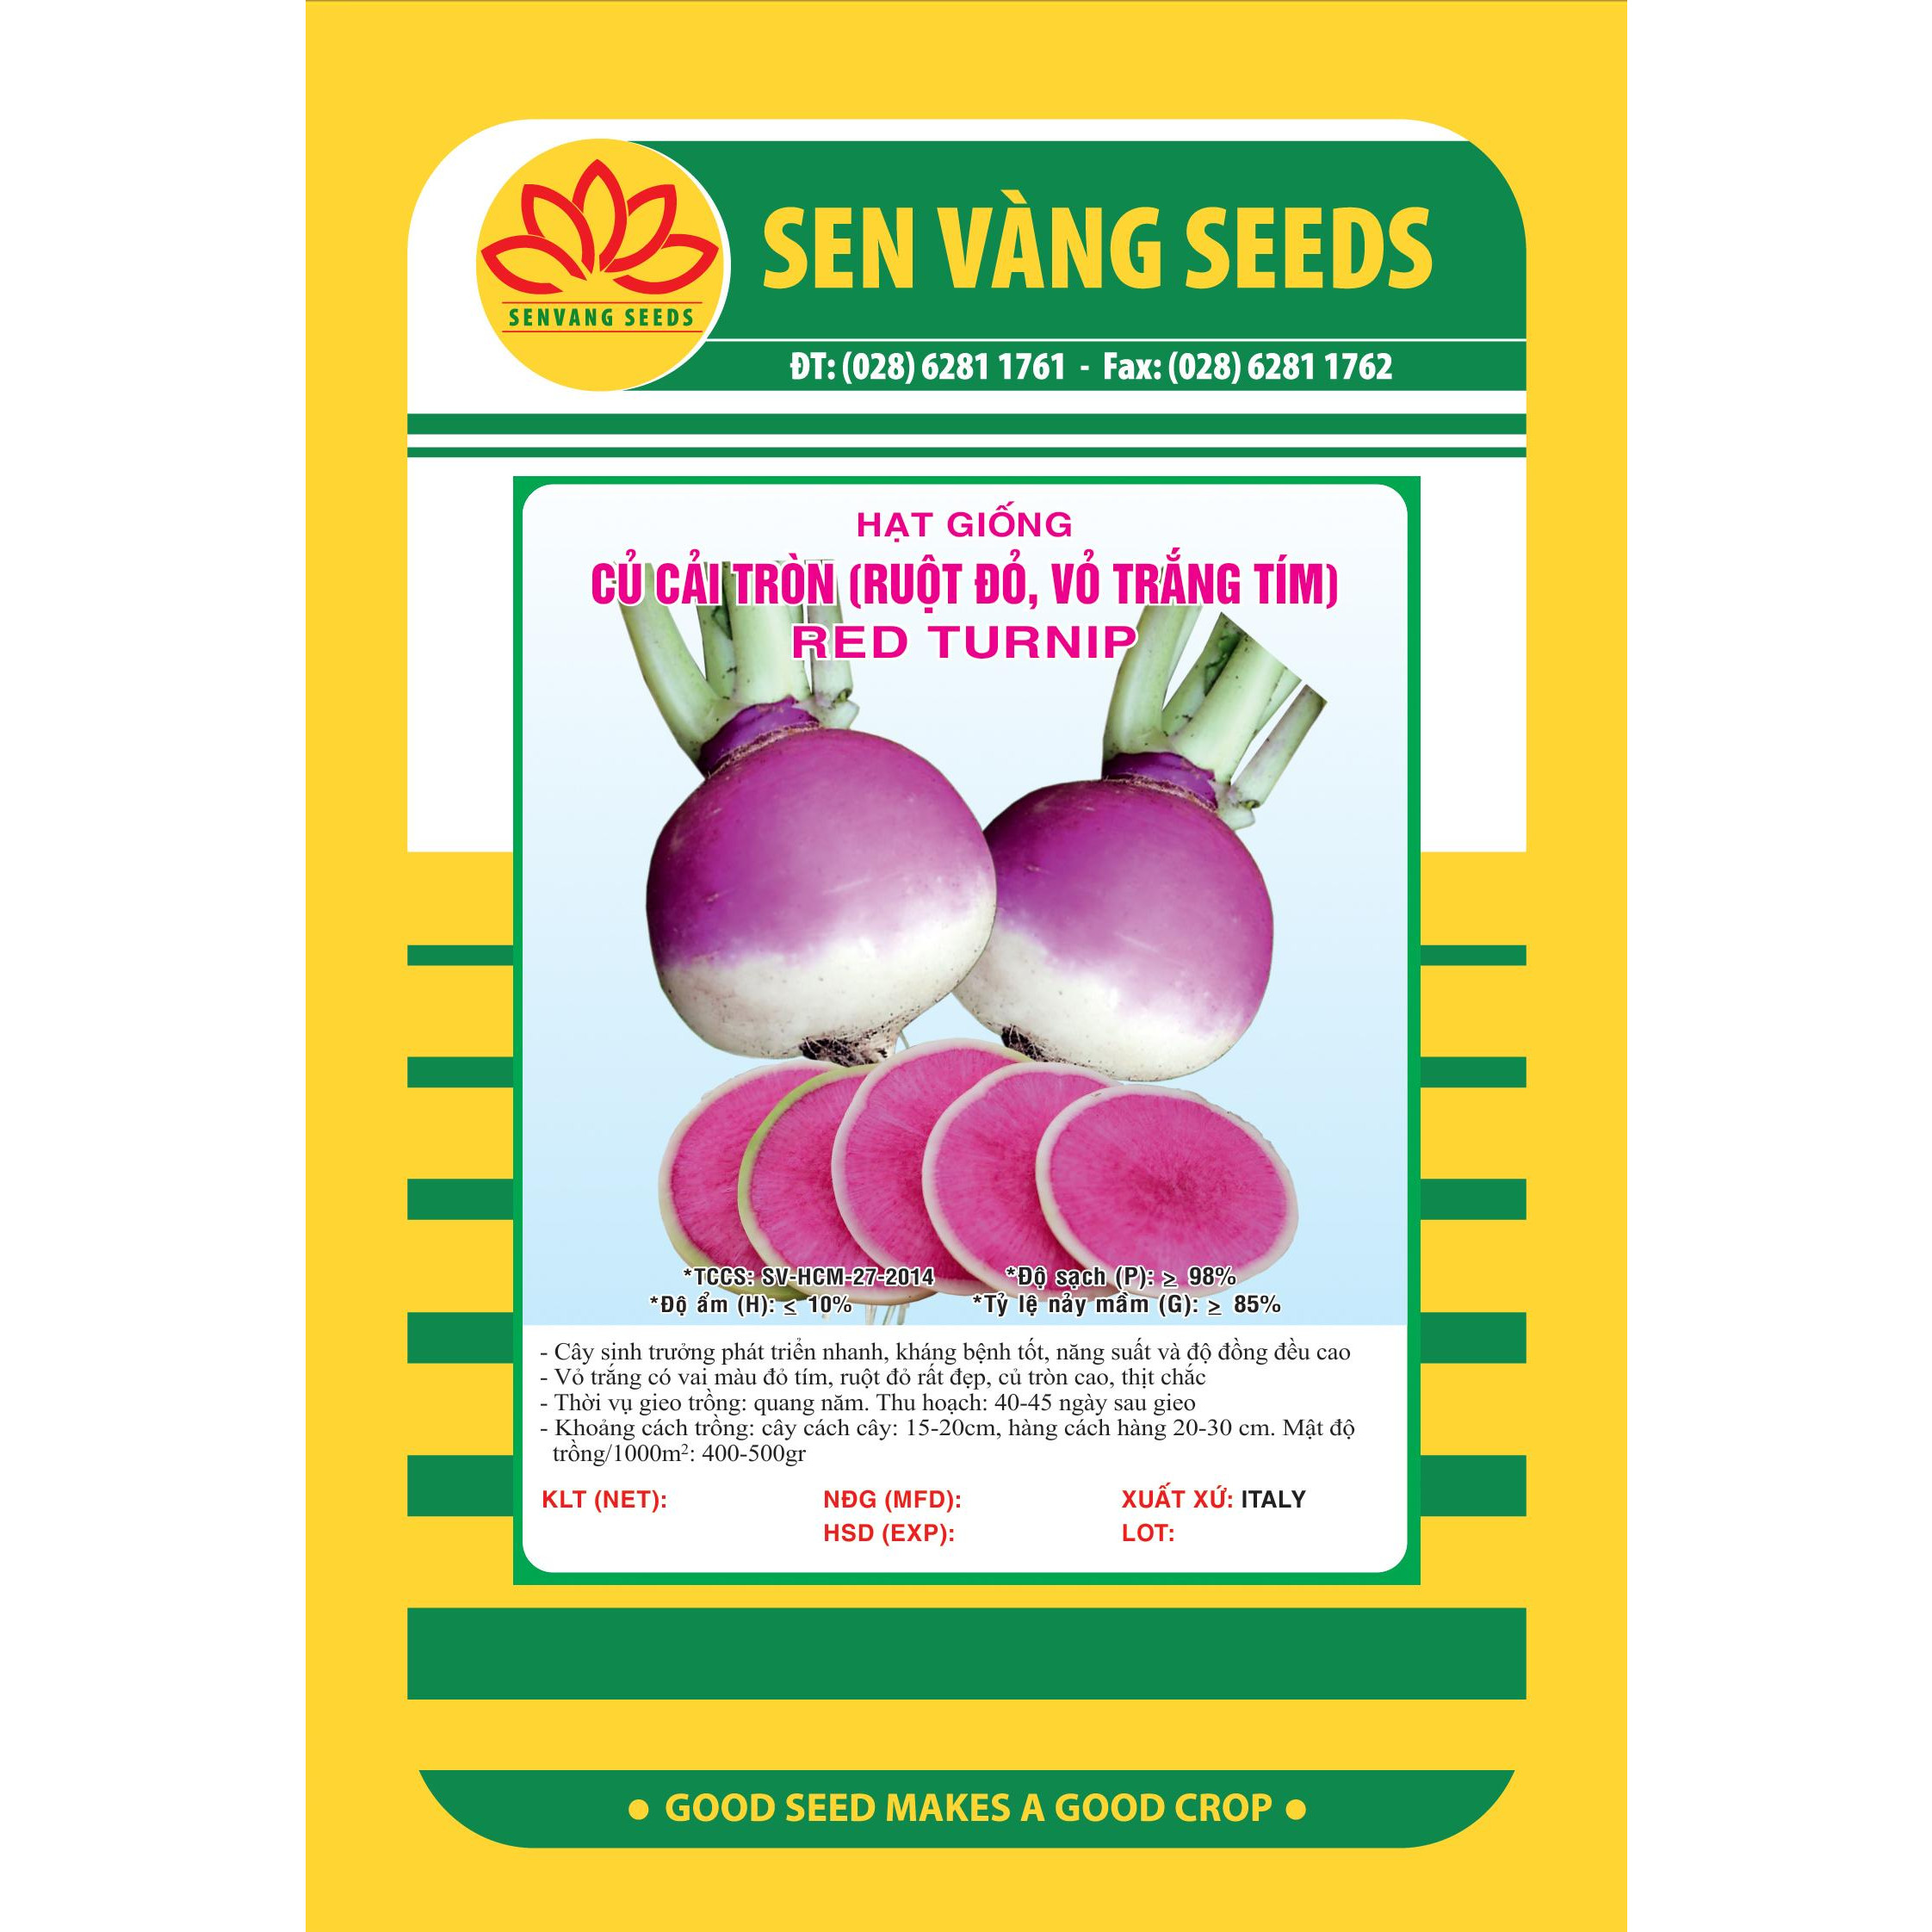 SEN VÀNG SEEDS
SENVANG SEEDS
ĐT: (028) 6281 1761 - Fax: (028) 6281 1762
HẠT GIỐNG
CỦ CẢI TRÒN (RUỘT ĐỎ, VỎ TRẮNG TÍM)
RED TURNIP
*TCCS: SV-HCM-27-2014 *Độ sạch (P): ≥ 98%
*Độ ẩm (H): ≤ 10% *Tỷ lệ nảy mầm (G): ≥ 85%
- Cây sinh trưởng phát triển nhanh, kháng bệnh tốt, năng suất và độ đồng đều cao
- Vỏ trắng có vai màu đỏ tím, ruột đỏ rất đẹp, củ tròn cao, thịt chắc
- Thời vụ gieo trồng: quang năm. Thu hoạch: 40-45 ngày sau gieo
- Khoảng cách trồng: cây cách cây: 15-20cm, hàng cách hàng 20-30 cm. Mật độ
trồng/1000m²: 400-500gr
KLT (NET): NĐG (MFD): XUẤT XỨ: ITALY
HSD (EXP): LOT:
• GOOD SEED MAKES A GOOD CROP •